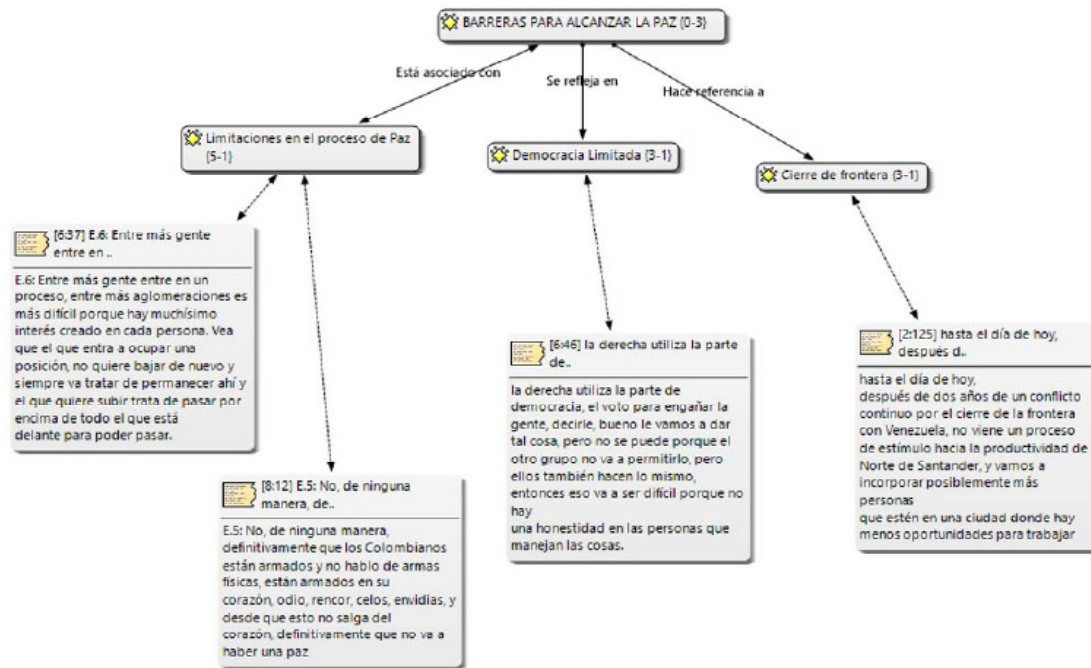 BARRERAS PARA ALCANZAR LA PAZ {0-3}
Está asociado con
Se refleja en
Hace referencia a
Limitaciones en el proceso de Paz
{5-1}
Democracia Limitada {3-1}
Cierre de frontera {3-1}
[6:37] E.6: Entre más gente
entre en ..
E.6: Entre más gente entre en un
proceso, entre más aglomeraciones es
más difícil porque hay muchísimo
interés creado en cada persona. Vea
que el que entra a ocupar una
posición, no quiere bajar de nuevo y
siempre va tratar de permanecer ahí y
el que quiere subir trata de pasar por
encima de todo el que está
delante para poder pasar.
[8:12] E.5: No, de ninguna
manera, de..
E.5: No, de ninguna manera,
definitivamente que los Colombianos
están armados y no hablo de armas
físicas, están armados en su
corazón, odio, rencor, celos, envidias, y
desde que esto no salga del
corazón, definitivamente que no va a
haber una paz
[6:46] la derecha utiliza la parte
de..
la derecha utiliza la parte de
democracia, el voto para engañar la
gente, decirle, bueno le vamos a dar
tal cosa, pero no se puede porque el
otro grupo no va a permitirlo, pero
ellos también hacen lo mismo,
entonces eso va a ser difícil porque no
hay
una honestidad en las personas que
manejan las cosas.
[2:125] hasta el día de hoy,
después d..
hasta el día de hoy,
después de dos años de un conflicto
continuo por el cierre de la frontera
con Venezuela, no viene un proceso
de estímulo hacia la productividad de
Norte de Santander, y vamos a
incorporar posiblemente más
personas
que estén en una ciudad donde hay
menos oportunidades para trabajar